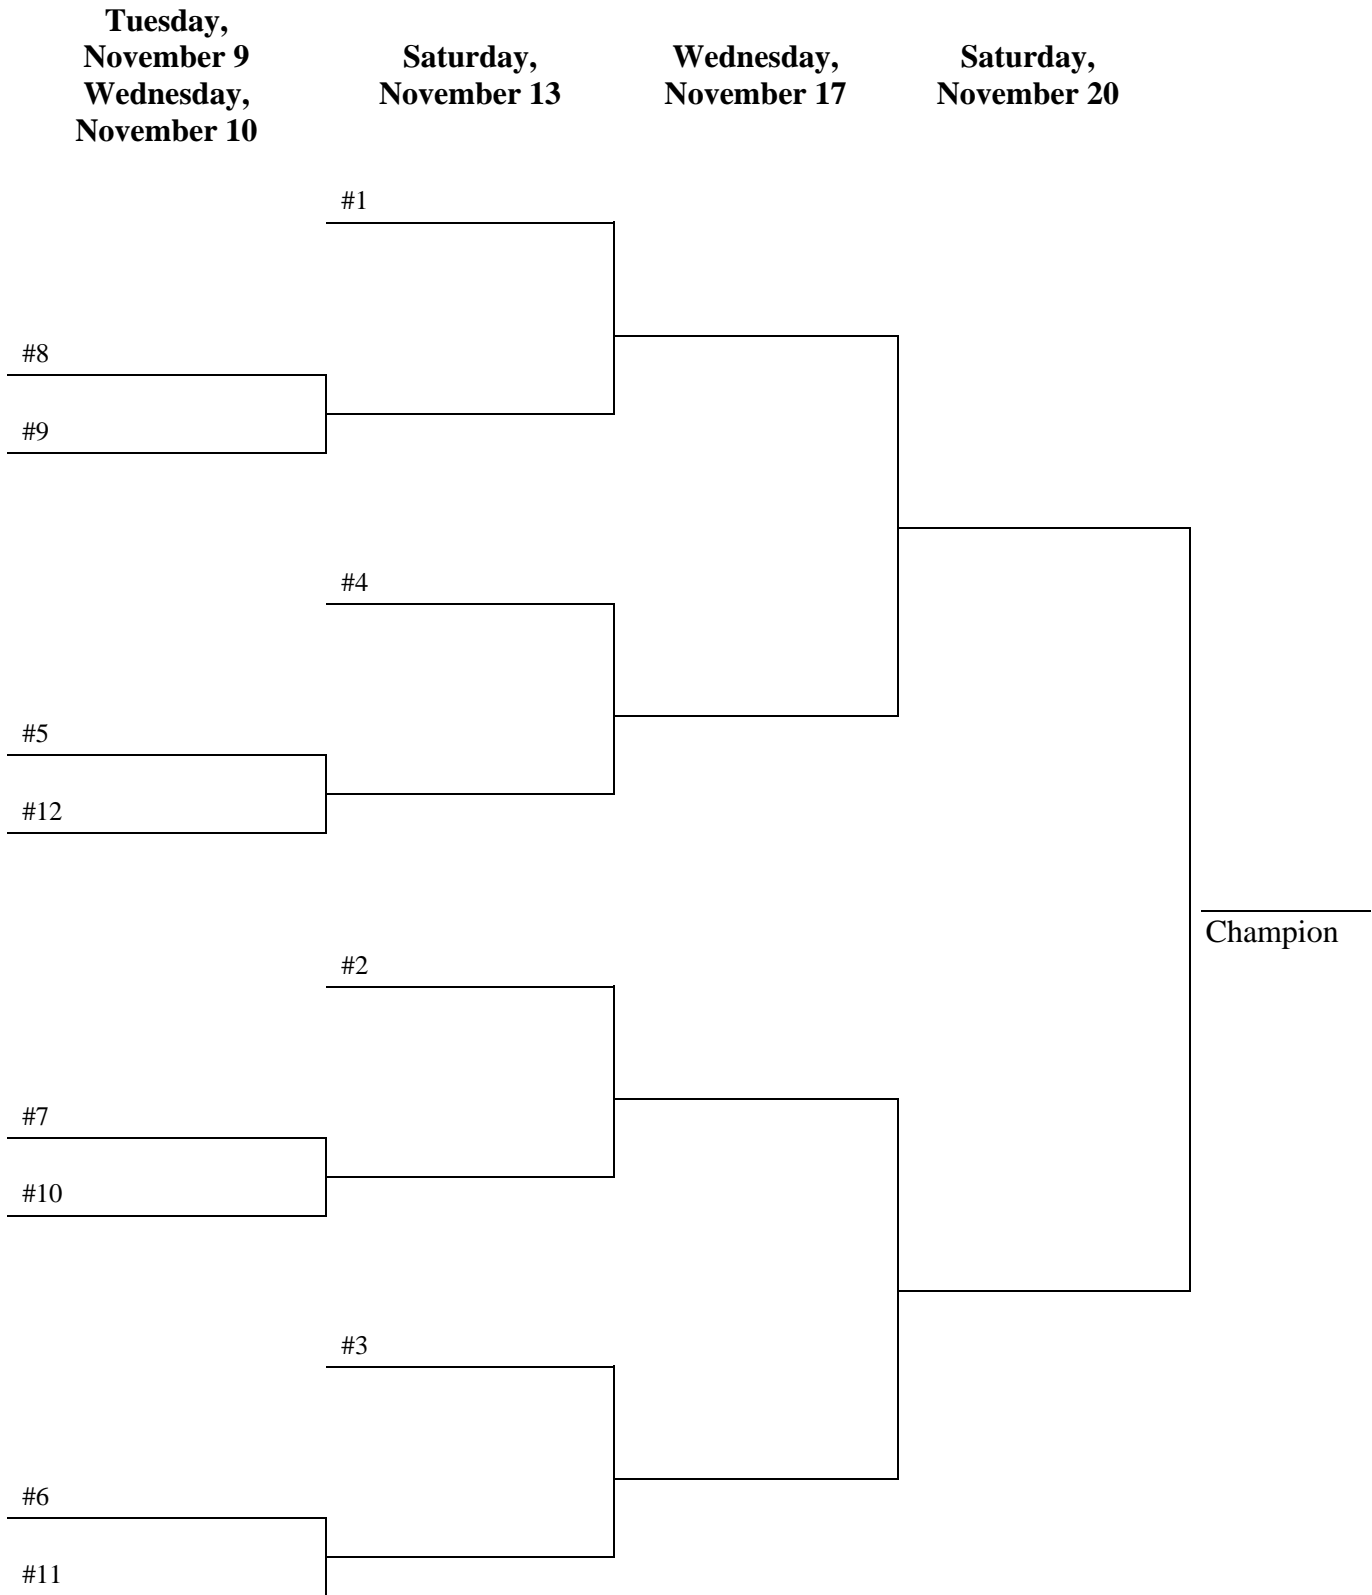 Tuesday,
November 9
Wednesday,
November 10
Saturday,
November 13
Wednesday,
November 17
Saturday,
November 20
#1
#8
#9
#4
#5
#12
Champion
#2
#7
#10
#3
#6
#11